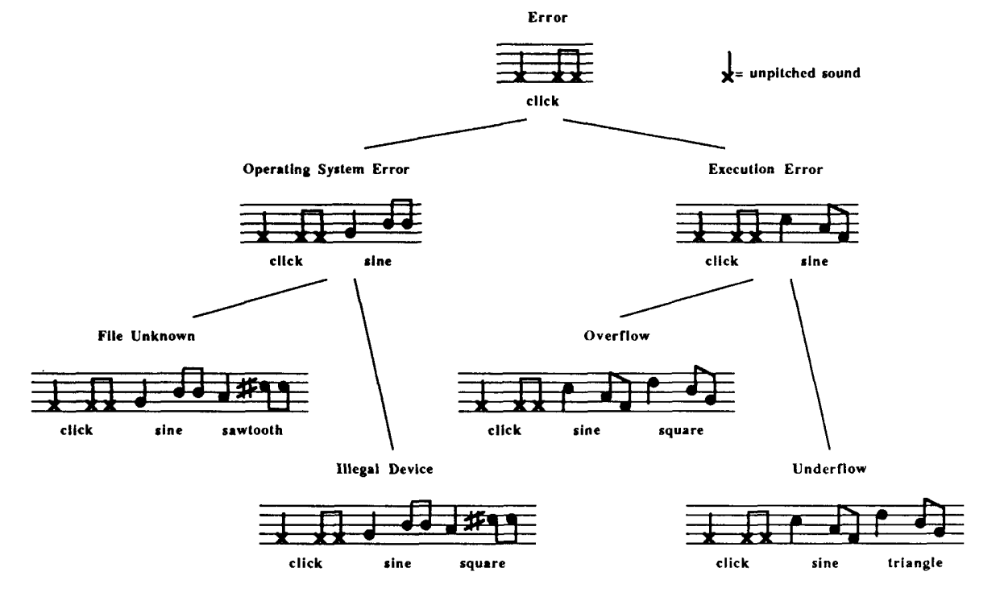 Error
= unpitched sound
click
Operating System Error
Execution Error
click sine
click sine
File Unknown
Overflow
click sine sawtooth
click sine square
Illegal Device
Underflow
click sine square
click sine triangle